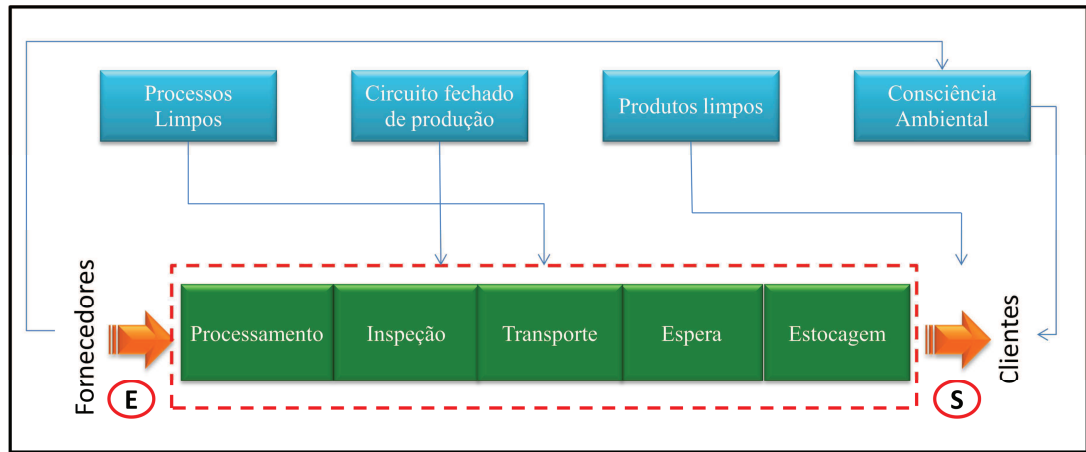 Processos
Limpos
Circuito fechado
de produção
Produtos limpos
Consciência
Ambiental
Fornecedores
Processamento
Inspeção
Transporte
Espera
Estocagem
Clientes
E
S